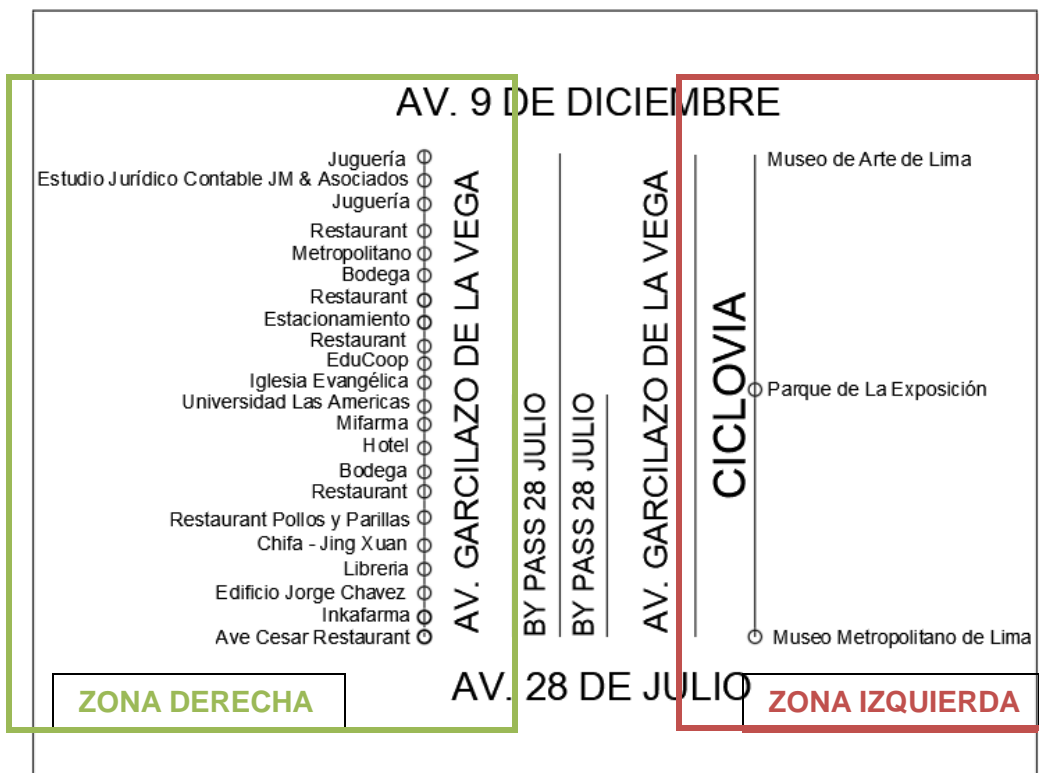 AV. 9 DE DICIEMBRE
Juguería
Estudio Jurídico Contable JM & Asociados
Juguería
Restaurant
Metropolitano
Bodega
Restaurant
Estacionamiento
Restaurant
EduCoop
Iglesia Evangélica
Universidad Las Americas
Mifarma
Hotel
Bodega
Restaurant
Restaurant Pollos y Parillas
Chifa - Jing Xuan
Libreria
Edificio Jorge Chavez
Inkafarma
Ave Cesar Restaurant
AV. GARCILAZO DE LA VEGA
BY PASS 28 JULIO
BY PASS 28 JULIO
AV. GARCILAZO DE LA VEGA
CICLOVIA
Museo de Arte de Lima
Parque de La Exposición
Museo Metropolitano de Lima
AV. 28 DE JULIO
ZONA DERECHA
ZONA IZQUIERDA